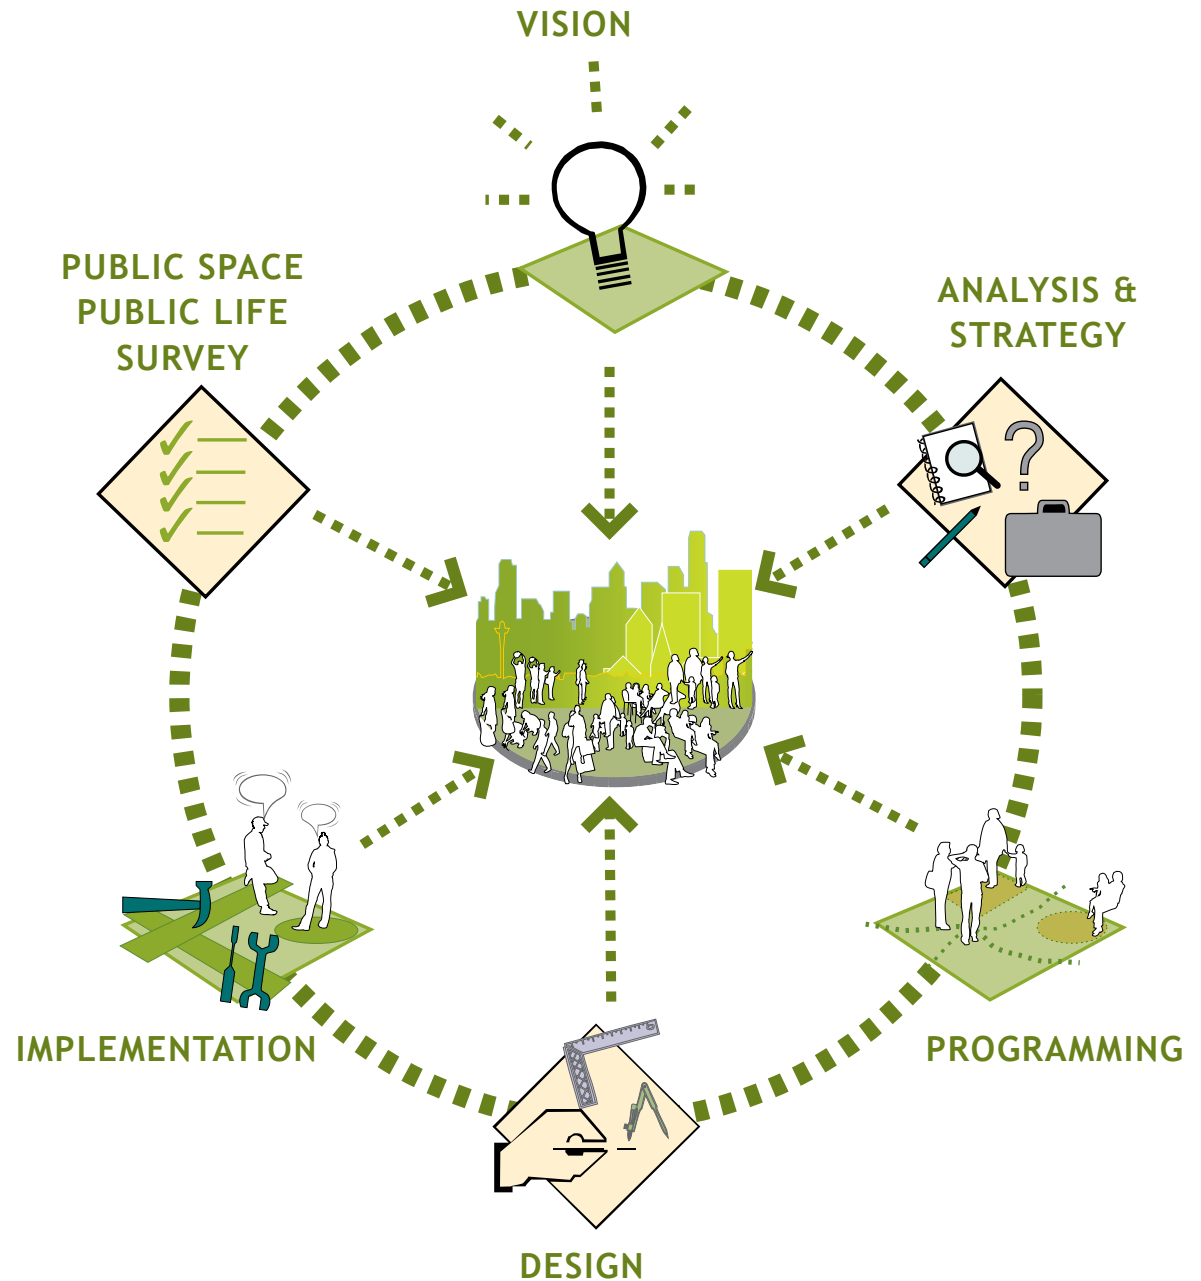 VISION
PUBLIC SPACE
PUBLIC LIFE
SURVEY
ANALYSIS &
STRATEGY
IMPLEMENTATION
PROGRAMMING
DESIGN